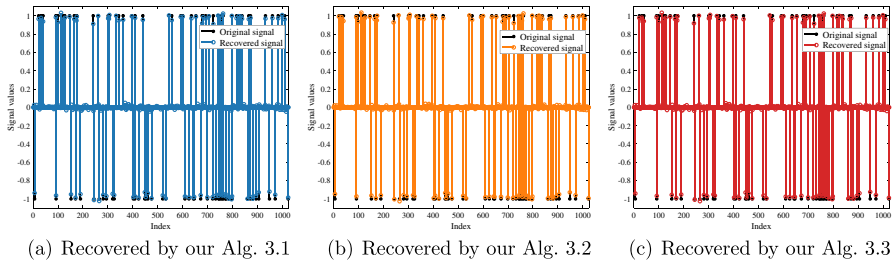 Original signal
Recovered signal
Signal values
1
0.8
0.6
0.4
0.2
0
-0.2
-0.4
-0.6
-0.8
-1
0 100 200 300 400 500 600 700 800 900 1000
Index
(a) Recovered by our Alg. 3.1
Original signal
Recovered signal
Signal values
1
0.8
0.6
0.4
0.2
0
-0.2
-0.4
-0.6
-0.8
-1
0 100 200 300 400 500 600 700 800 900 1000
Index
(b) Recovered by our Alg. 3.2
Original signal
Recovered signal
Signal values
1
0.8
0.6
0.4
0.2
0
-0.2
-0.4
-0.6
-0.8
-1
0 100 200 300 400 500 600 700 800 900 1000
Index
(c) Recovered by our Alg. 3.3